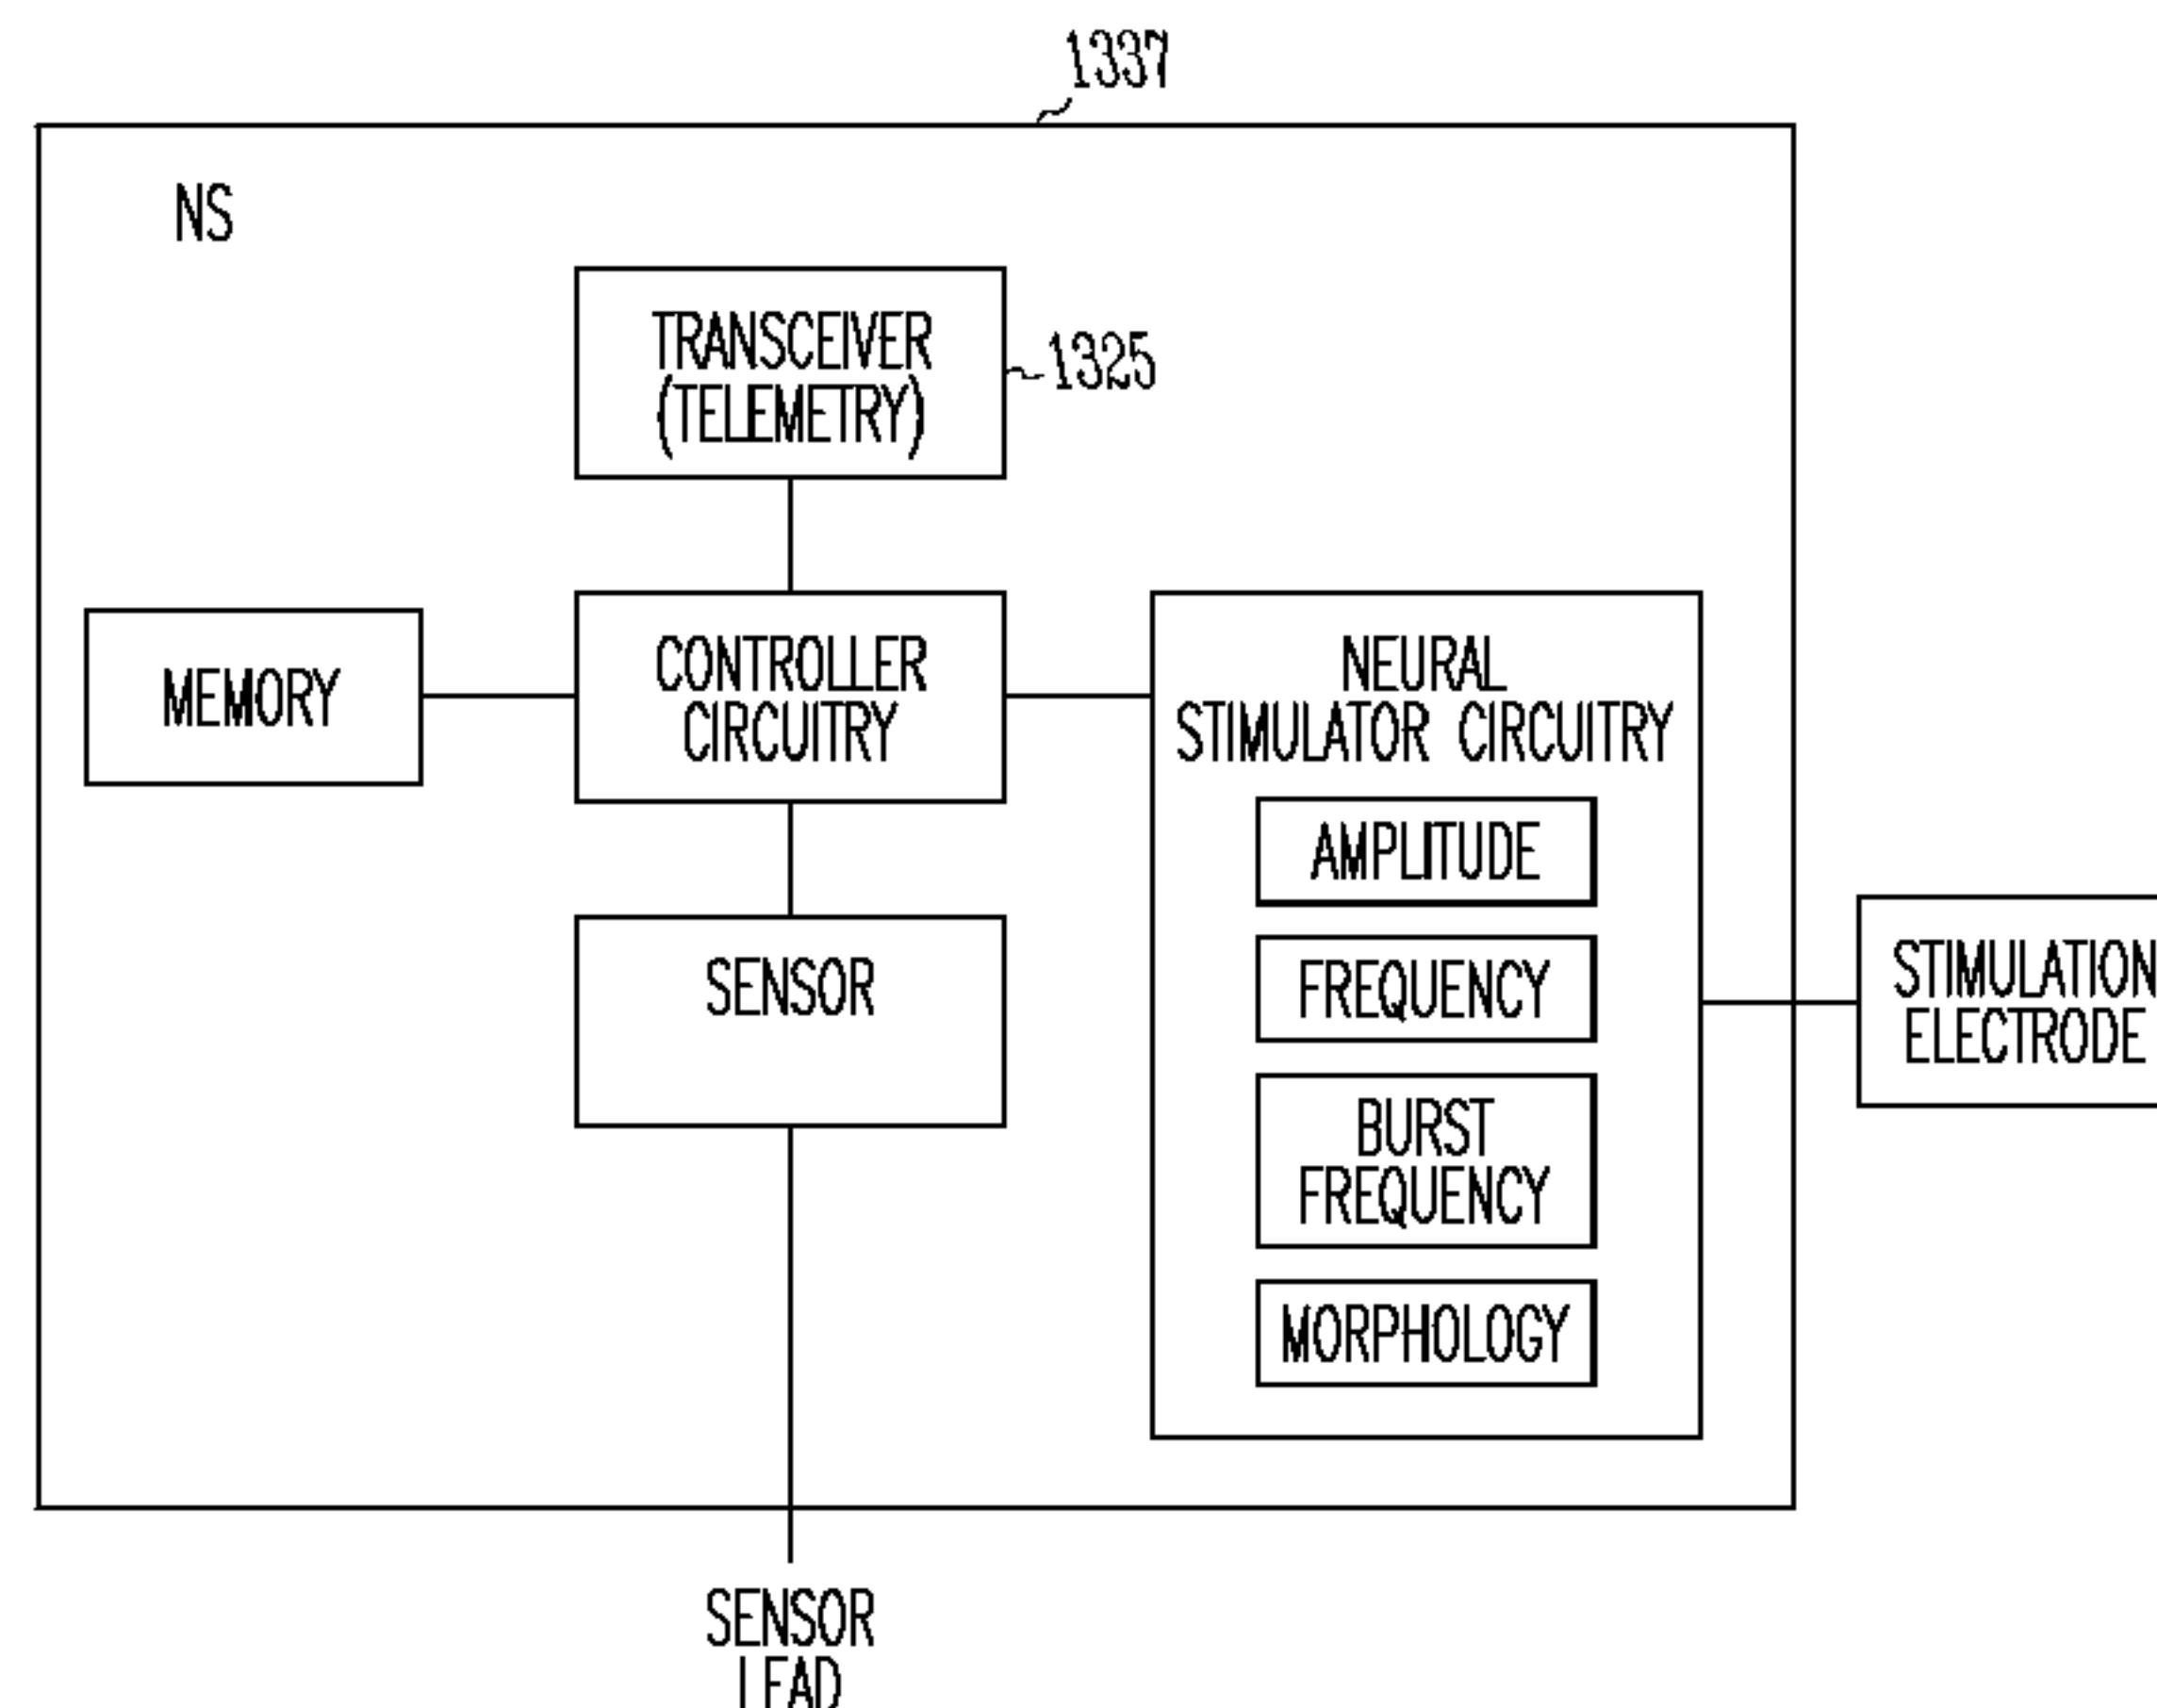 1337
NS
TRANSCEIVER
(TELEMETRY)
1325
MEMORY
CONTROLLER
CIRCUITRY
NEURAL
STIMULATOR CIRCUITRY
AMPLITUDE
FREQUENCY
BURST
FREQUENCY
MORPHOLOGY
SENSOR
STIMULATION
ELECTRODE
SENSOR
LEAD